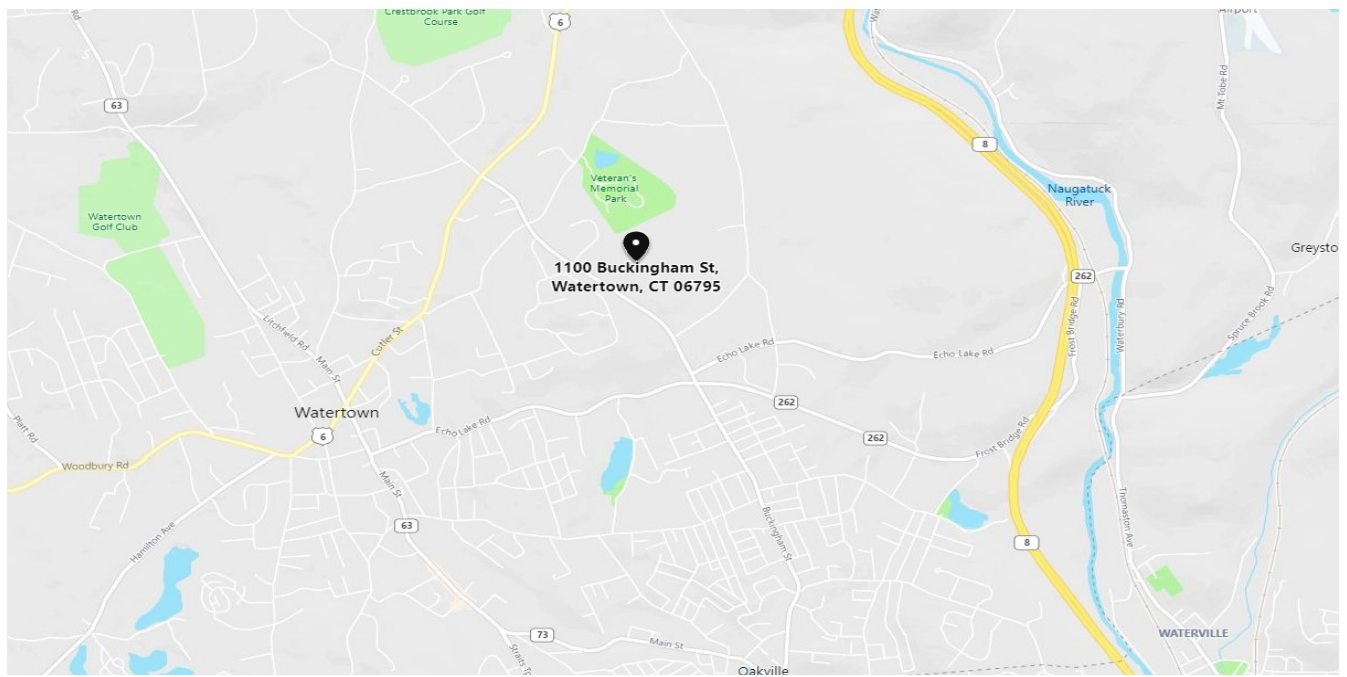 Crestbrook Park Golf
Course
6
Airport
63
Mt Tobe Rd
8
Veteran's
Memorial
Park
Naugatuck
River
Watertown
Golf Club
1100 Buckingham St,
Watertown, CT 06795
Greysto
262
Litchfield Rd
Main St
Cutler St
Echo Lake Rd
Echo Lake Rd
Frost Bridge Rd
Waterbury Rd
Spruce Brook Rd
Watertown
6
262
Platt Rd
Echo Lake Rd
262
Frost Bridge Rd
Woodbury Rd
Main St
63
Hamilton Ave
Buckingham St
Thomaston Ave
8
73
Main St
WATERVILLE
Oakville